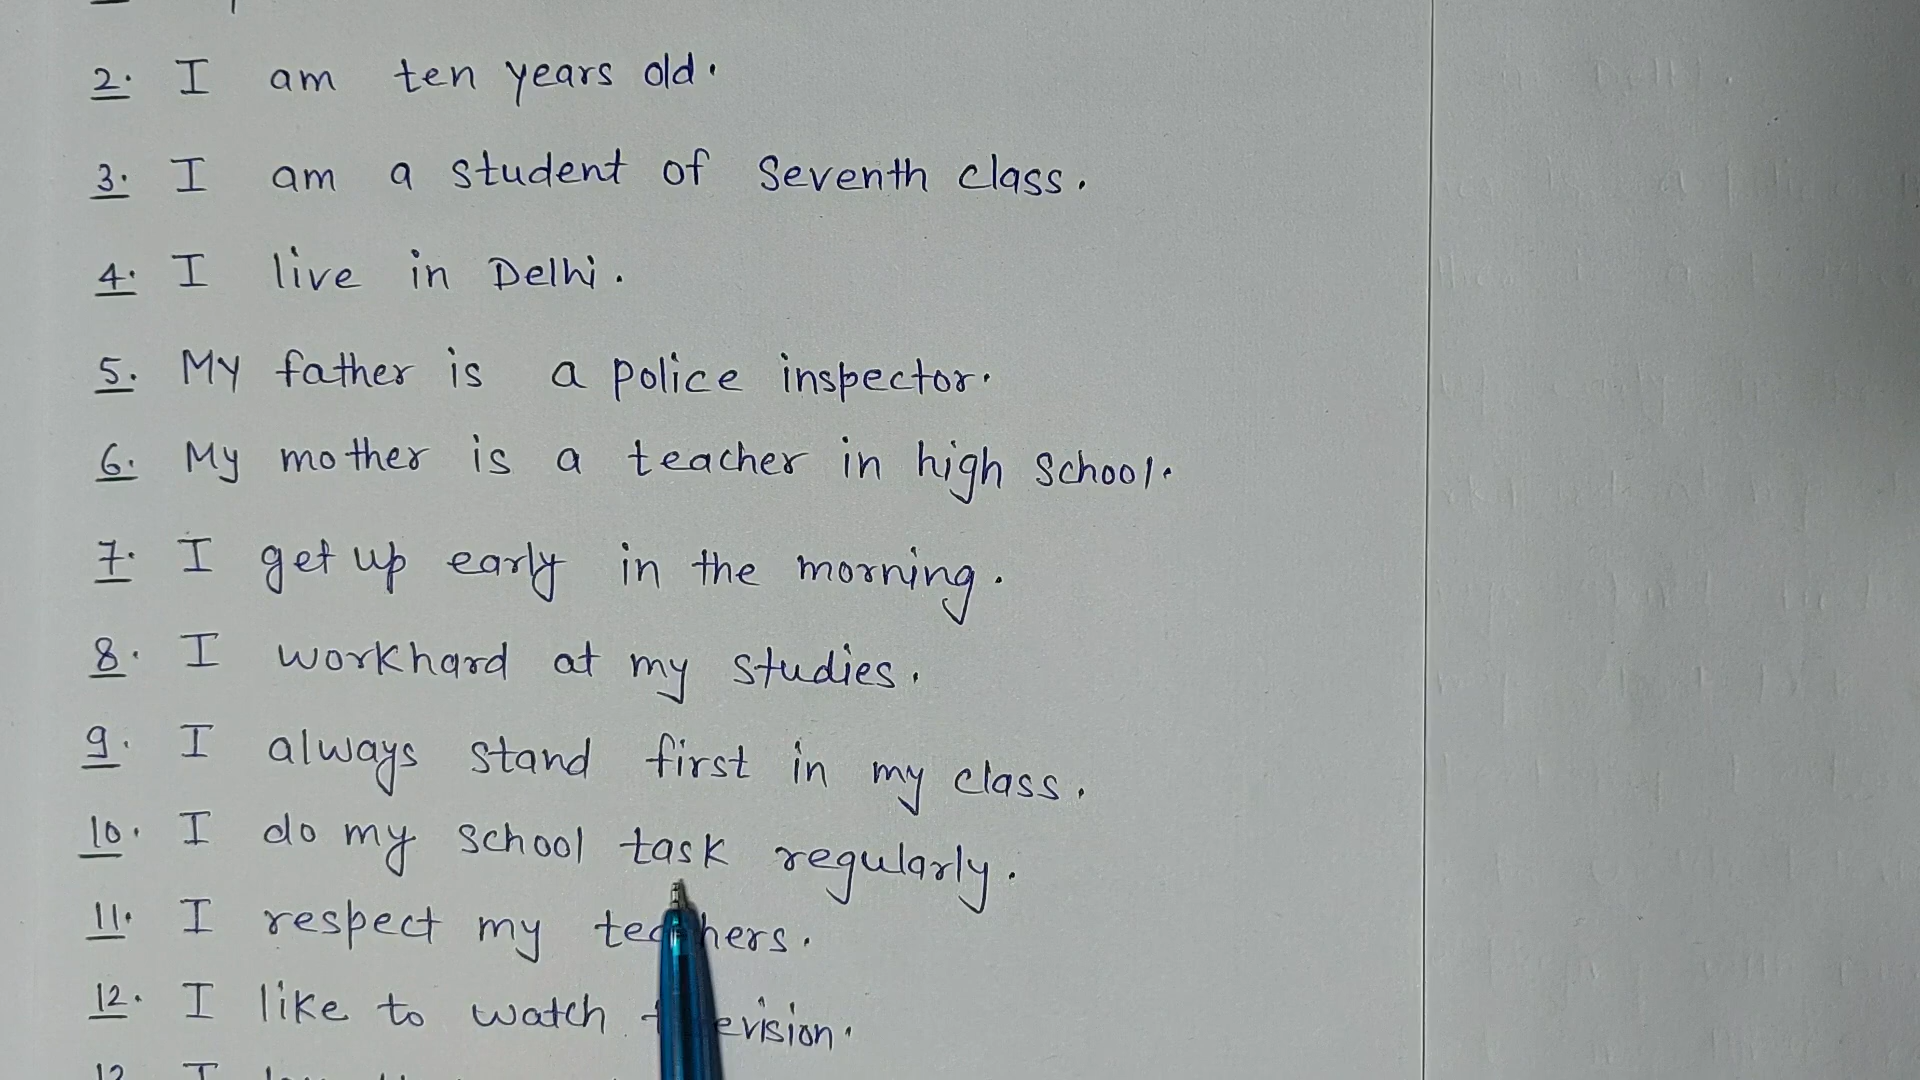 2. I am ten years old.
3. I am a student of Seventh class.
4. I live in Delhi.
5. My father is a police inspector.
6. My mother is a teacher in high school.
7. I get up early in the morning.
8. I workhard at my studies.
9. I always stand first in my class.
10. I do my school task regularly.
11. I respect my teachers.
12. I like to watch television.
13 I